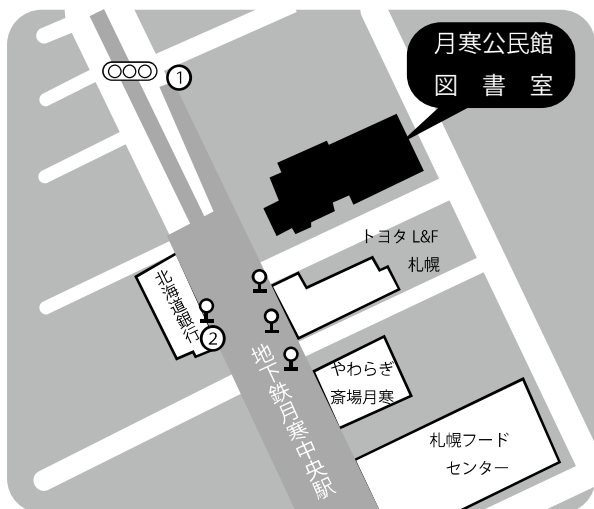 月寒公民館
図 書 室
①
トヨタ L&F
札幌
北海道銀行
②
地下鉄月寒中央駅
やわらぎ
斎場月寒
札幌フード
センター